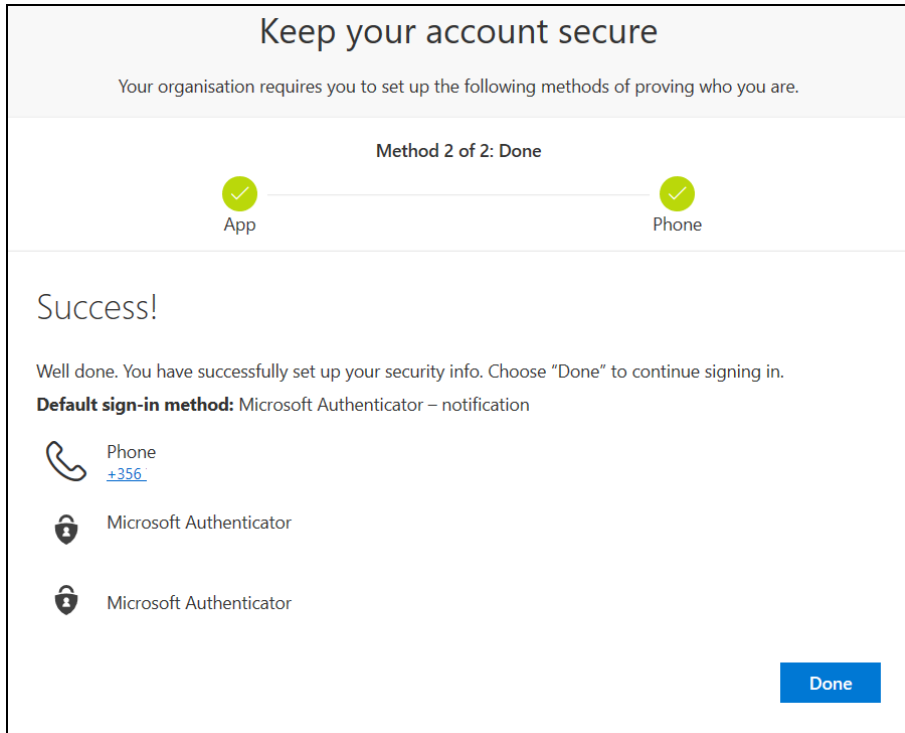 Keep your account secure
Your organisation requires you to set up the following methods of proving who you are.
Method 2 of 2: Done
App
Phone
Success!
Well done. You have successfully set up your security info. Choose “Done” to continue signing in.
Default sign-in method: Microsoft Authenticator – notification
Phone
+356
Microsoft Authenticator
Microsoft Authenticator
Done